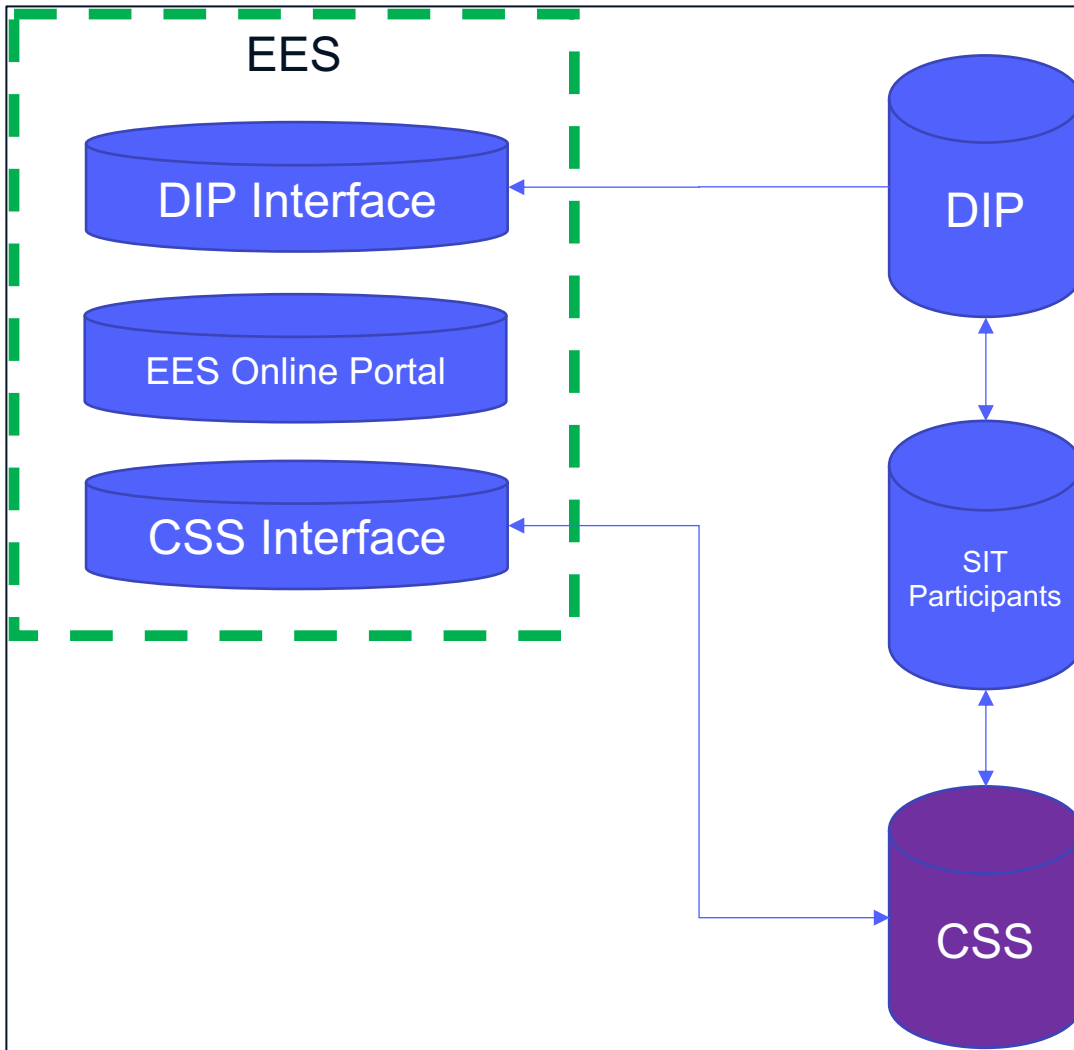 EES
DIP Interface
DIP
EES Online Portal
CSS Interface
SIT
Participants
CSS